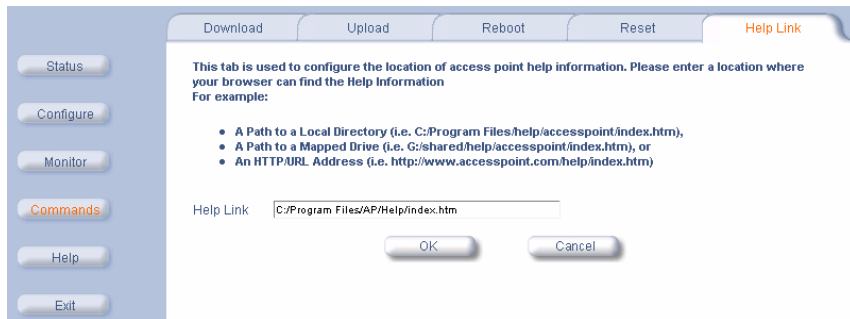 Download Upload Reboot Reset Help Link
Status
Configure
Monitor
Commands
Help
Exit
This tab is used to configure the location of access point help information. Please enter a location where
your browser can find the Help Information
For example:
• A Path to a Local Directory (i.e. C:/Program Files/help/accesspoint/index.htm),
• A Path to a Mapped Drive (i.e. G:/shared/help/accesspoint/index.htm), or
• An HTTP/URL Address (i.e. http://www.accesspoint.com/help/index.htm)
Help Link C:/Program Files/AP/Help/index.htm
OK Cancel